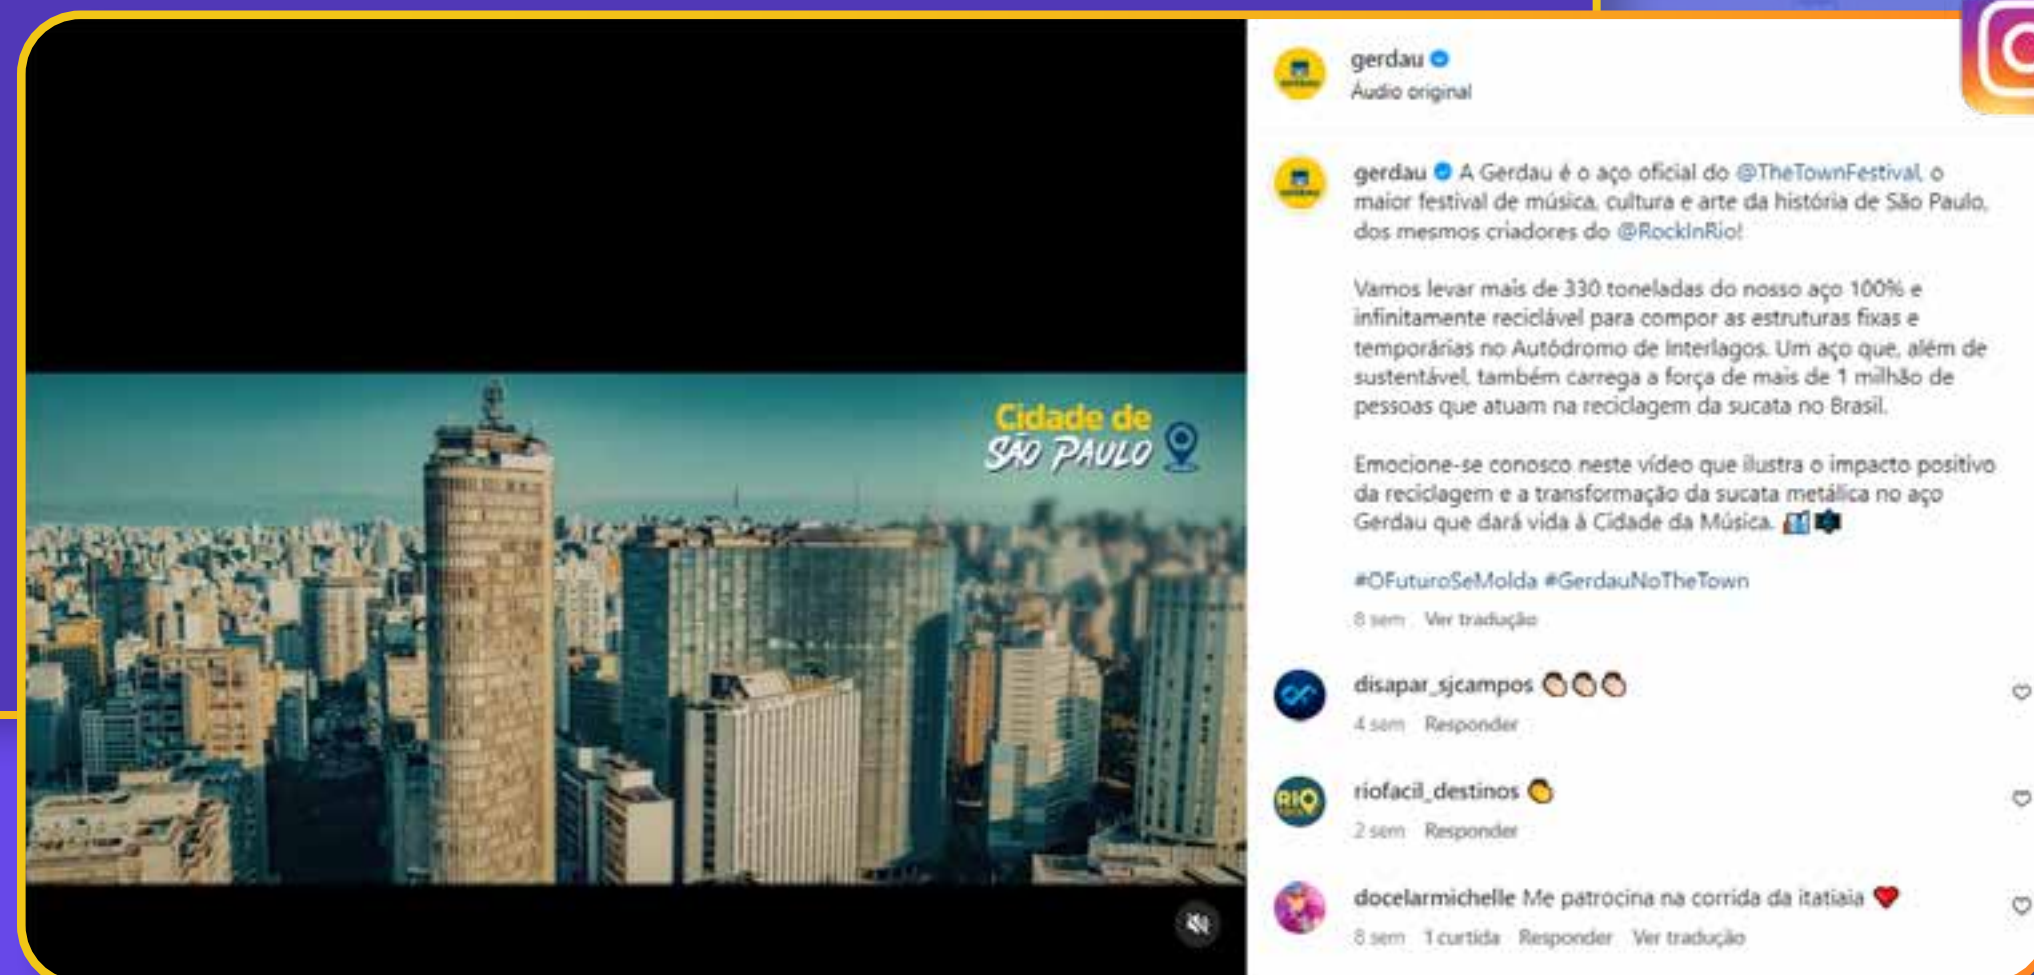 Cidade de
SÃO PAULO
gerdau
Áudio original
gerdau A Gerdau é o aço oficial do @TheTownFestival, o
maior festival de música, cultura e arte da história de São Paulo,
dos mesmos criadores do @RockInRio!
Vamos levar mais de 330 toneladas do nosso aço 100% e
infinitamente reciclável para compor as estruturas fixas e
temporárias no Autódromo de Interlagos. Um aço que, além de
sustentável, também carrega a força de mais de 1 milhão de
pessoas que atuam na reciclagem da sucata no Brasil.
Emocione-se conosco neste vídeo que ilustra o impacto positivo
da reciclagem e a transformação da sucata metálica no aço
Gerdau que dará vida à Cidade da Música.
#OFuturoSeMolda #GerdauNoTheTown
8 sem Ver tradução
disapar_sjcampos
4 sem Responder
RIO
riofacil_destinos
2 sem Responder
docelarmichelle Me patrocina na corrida da itatiaia
8 sem 1 curtida Responder Ver tradução